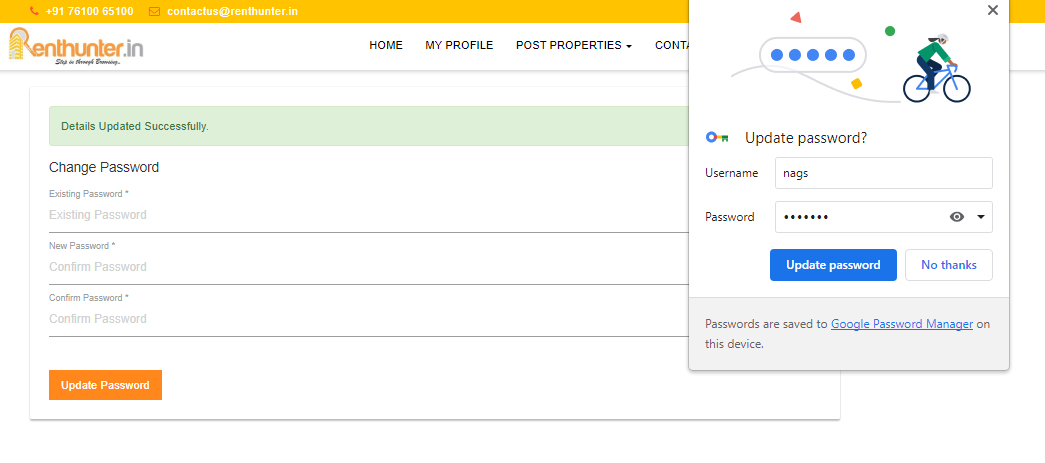 +91 76100 65100 contactus@renthunter.in
Renthunter.in
Step in through Browsing..
HOME MY PROFILE POST PROPERTIES CONTA
Details Updated Successfully.
Change Password
Existing Password *
Existing Password
New Password *
Confirm Password
Confirm Password *
Confirm Password
Update Password
Update password?
Username nags
Password •••••••
Update password No thanks
Passwords are saved to Google Password Manager on
this device.